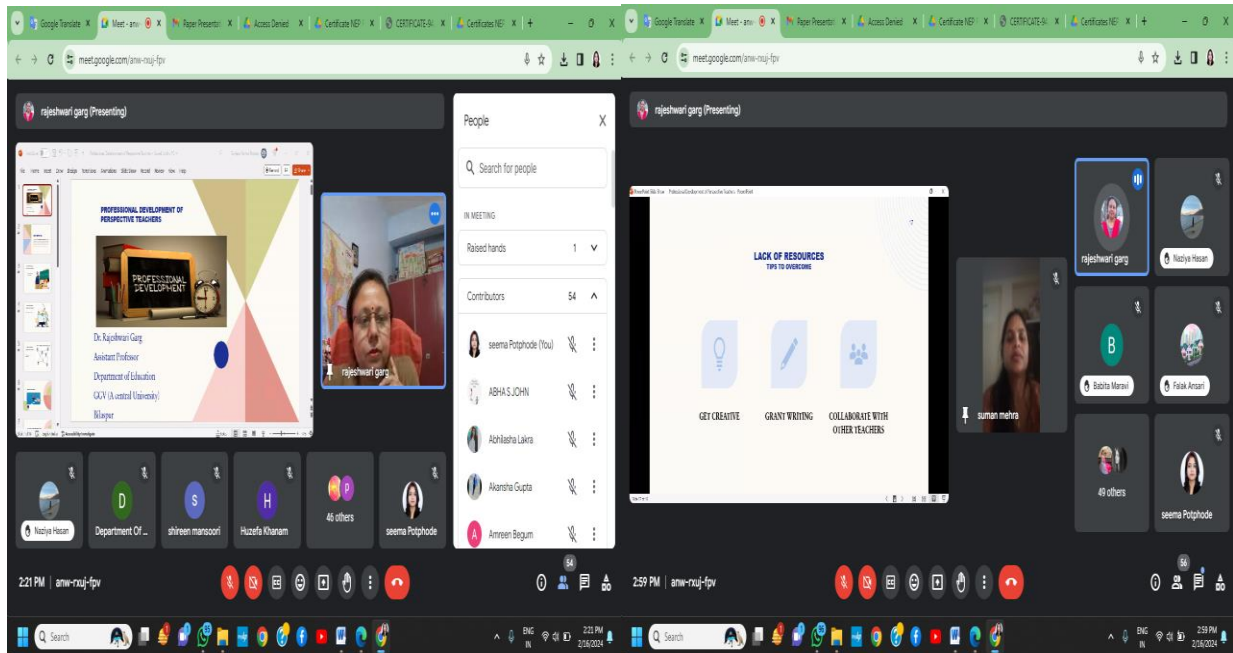 Google Translate
Meet - anw-
Paper Presentat
Access Denied
Certificate NEP
CERTIFICATE-94
Certificates NEP
meet.google.com/anw-rxuj-fpv
rajeshwari garg (Presenting)
PROFESSIONAL DEVELOPMENT OF
PERSPECTIVE TEACHERS
PROFESSIONAL
DEVELOPMENT
Dr. Rajeshwari Garg
Assistant Professor
Department of Education
GGV (A central University)
Bilaspur
rajeshwari garg
People
Search for people
IN MEETING
Raised hands 1
Contributors 54
seema Potphode (You)
ABHA S. JOHN
Abhilasha Lakra
Akansha Gupta
A Amreen Begum
Naziya Hasan
D
Department Of ...
S
shireen mansoori
H
Huzefa Khanam
P
46 others
seema Potphode
54
2:21 PM | anw-rxuj-fpv
Search
ENG
IN
2:21 PM
2/16/2024
Google Translate
Meet - anw-
Paper Presentat
Access Denied
Certificate NEP
CERTIFICATE-94
Certificates NEP
meet.google.com/anw-rxuj-fpv
rajeshwari garg (Presenting)
17
LACK OF RESOURCES
TIPS TO OVERCOME
GET CREATIVE
GRANT WRITING
COLLABORATE WITH
OTHER TEACHERS
suman mehra
rajeshwari garg
Naziya Hasan
B
Babita Maravi
Falak Ansari
49 others
seema Potphode
56
2:59 PM | anw-rxuj-fpv
Search
ENG
IN
2:59 PM
2/16/2024